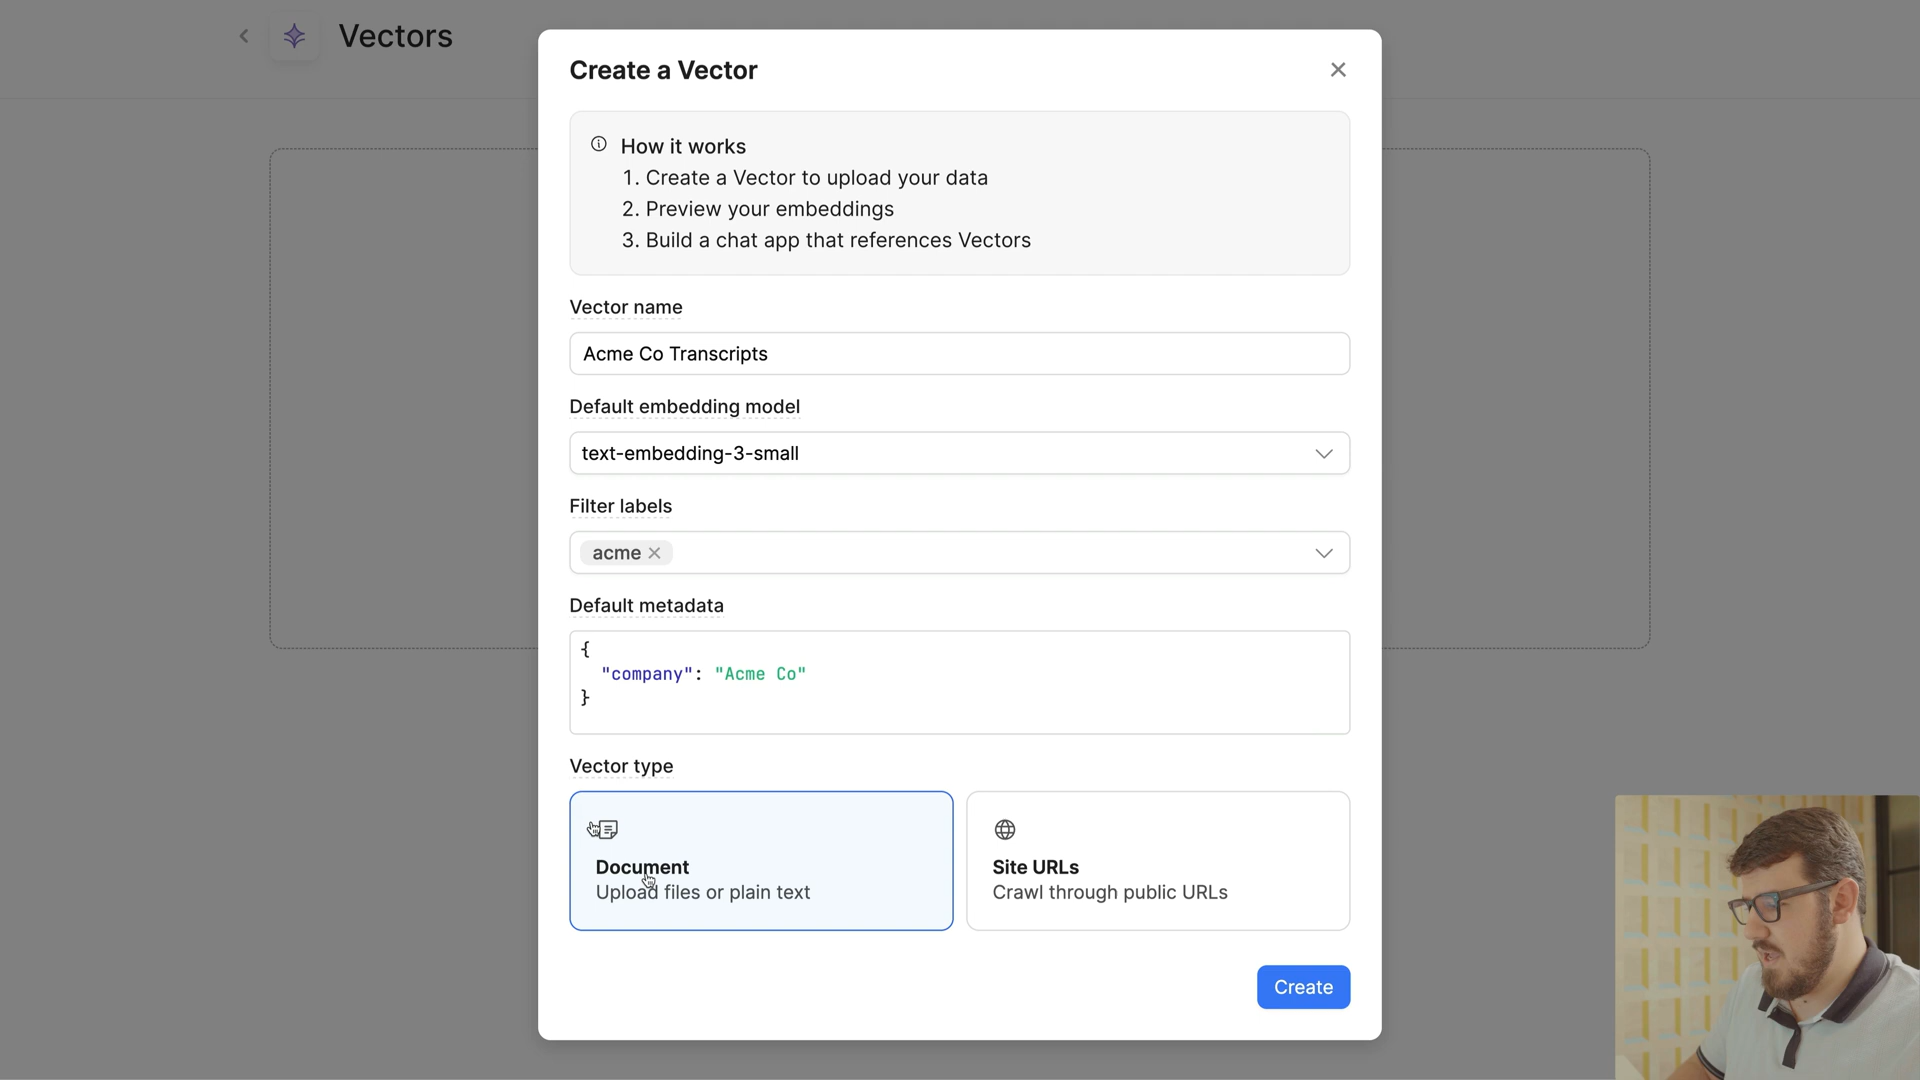 Vectors
Create a Vector
How it works
1. Create a Vector to upload your data
2. Preview your embeddings
3. Build a chat app that references Vectors
Vector name
Acme Co Transcripts
Default embedding model
text-embedding-3-small
Filter labels
acme
Default metadata
{
"company": "Acme Co"
}
Vector type
Document
Upload files or plain text
Site URLs
Crawl through public URLs
Create